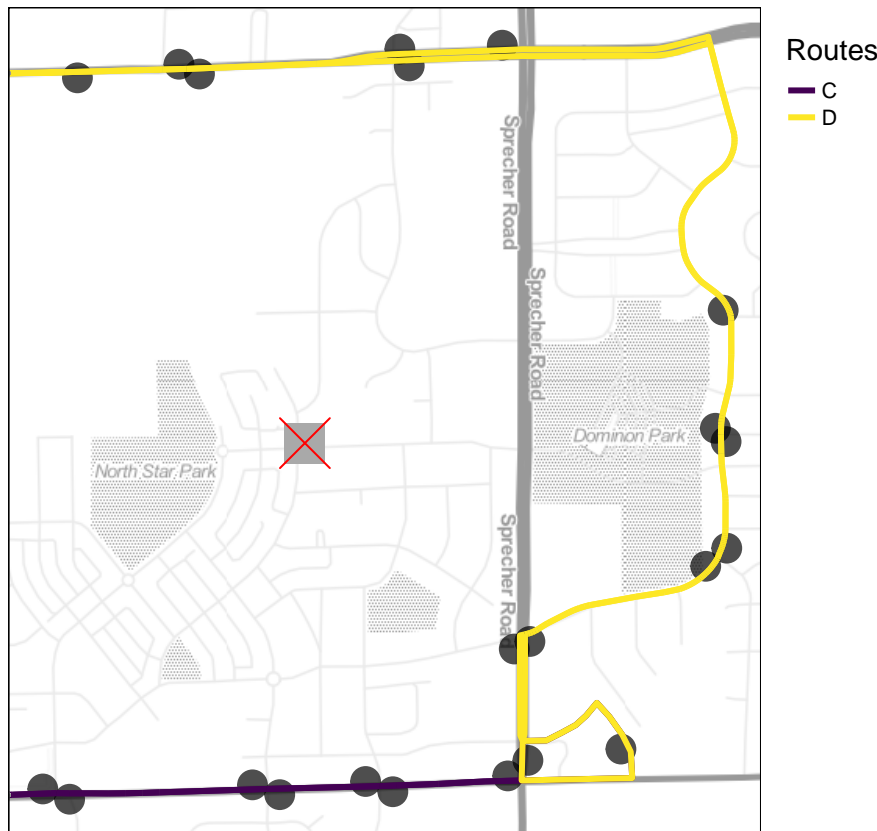 Routes
C
D
Sprecher Road
Sprecher Road
Dominon Park
North Star Park
Sprecher Road